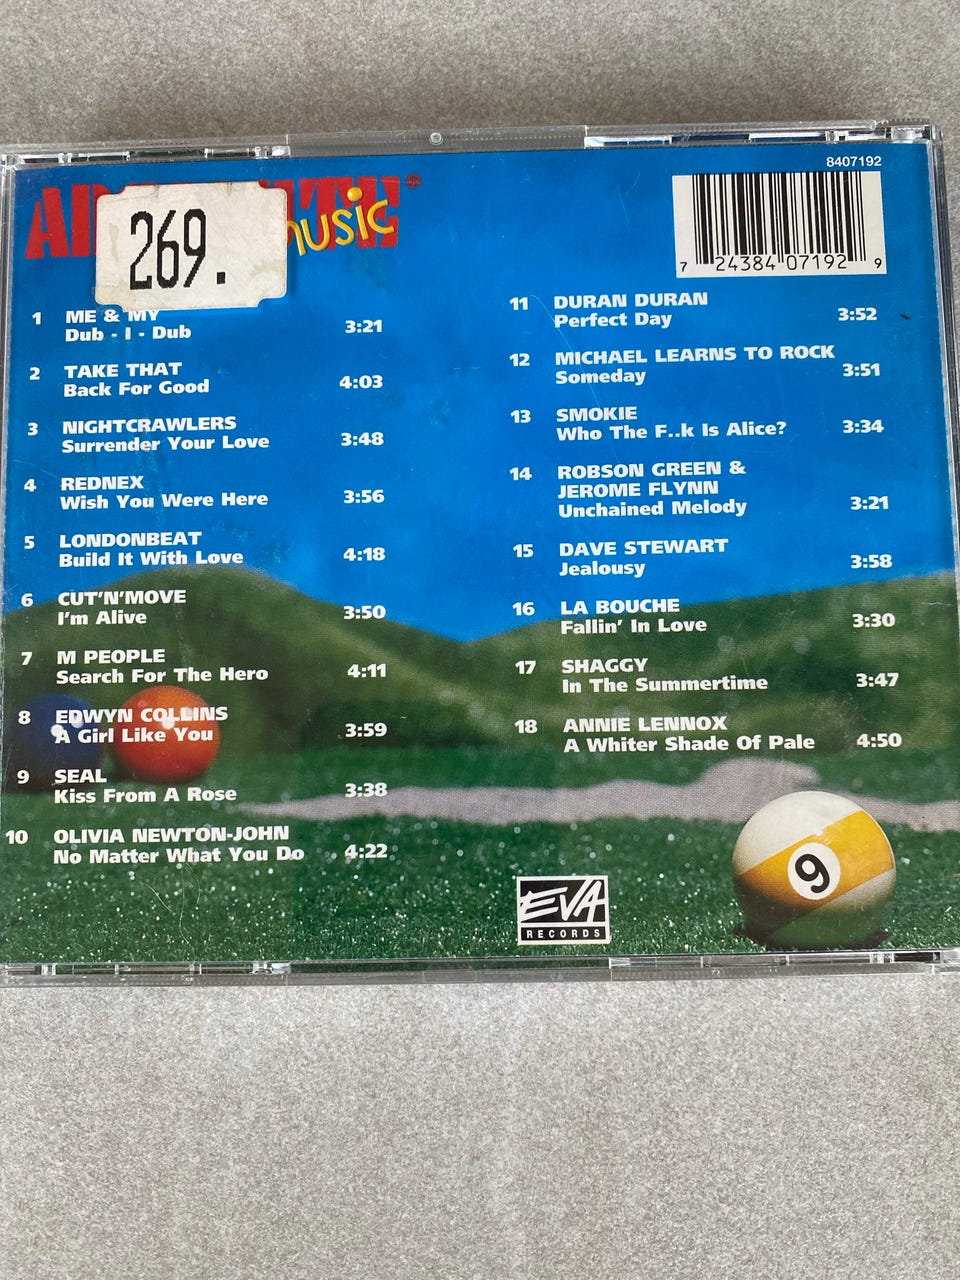 8407192
269.
music
7 24384 07192 9
1 ME & MY 3:21
Dub - I - Dub
2 TAKE THAT 4:03
Back For Good
3 NIGHTCRAWLERS 3:48
Surrender Your Love
4 REDNEX 3:56
Wish You Were Here
5 LONDONBEAT 4:18
Build It With Love
6 CUT'N'MOVE 3:50
I'm Alive
7 M PEOPLE 4:11
Search For The Hero
8 EDWYN COLLINS 3:59
A Girl Like You
9 SEAL 3:38
Kiss From A Rose
10 OLIVIA NEWTON-JOHN 4:22
No Matter What You Do
11 DURAN DURAN 3:52
Perfect Day
12 MICHAEL LEARNS TO ROCK 3:51
Someday
13 SMOKIE 3:34
Who The F..k Is Alice?
14 ROBSON GREEN &
JEROME FLYNN
Unchained Melody 3:21
15 DAVE STEWART 3:58
Jealousy
16 LA BOUCHE 3:30
Fallin' In Love
17 SHAGGY 3:47
In The Summertime
18 ANNIE LENNOX 4:50
A Whiter Shade Of Pale
9
EVA
RECORDS